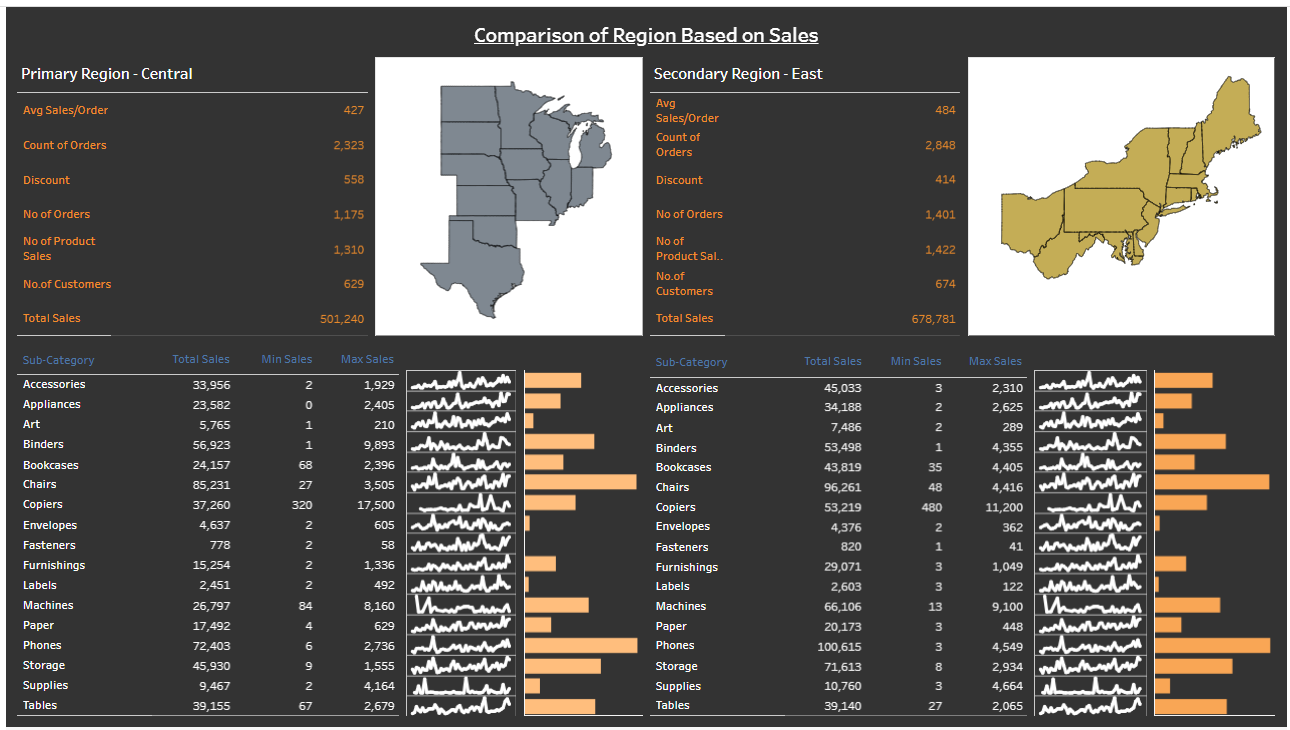 Comparison of Region Based on Sales
Primary Region - Central
Avg Sales/Order 427
Count of Orders 2,323
Discount 558
No of Orders 1,175
No of Product
Sales 1,310
No.of Customers 629
Total Sales 501,240
Secondary Region - East
Avg
Sales/Order 484
Count of
Orders 2,848
Discount 414
No of Orders 1,401
No of
Product Sal.. 1,422
No.of
Customers 674
Total Sales 678,781
Sub-Category Total Sales Min Sales Max Sales
Accessories 33,956 2 1,929
Appliances 23,582 0 2,405
Art 5,765 1 210
Binders 56,923 1 9,893
Bookcases 24,157 68 2,396
Chairs 85,231 27 3,505
Copiers 37,260 320 17,500
Envelopes 4,637 2 605
Fasteners 778 2 58
Furnishings 15,254 2 1,336
Labels 2,451 2 492
Machines 26,797 84 8,160
Paper 17,492 4 629
Phones 72,403 6 2,736
Storage 45,930 9 1,555
Supplies 9,467 2 4,164
Tables 39,155 67 2,679
Sub-Category Total Sales Min Sales Max Sales
Accessories 45,033 3 2,310
Appliances 34,188 2 2,625
Art 7,486 2 289
Binders 53,498 1 4,355
Bookcases 43,819 35 4,405
Chairs 96,261 48 4,416
Copiers 53,219 480 11,200
Envelopes 4,376 2 362
Fasteners 820 1 41
Furnishings 29,071 3 1,049
Labels 2,603 3 122
Machines 66,106 13 9,100
Paper 20,173 3 448
Phones 100,615 3 4,549
Storage 71,613 8 2,934
Supplies 10,760 3 4,664
Tables 39,140 27 2,065